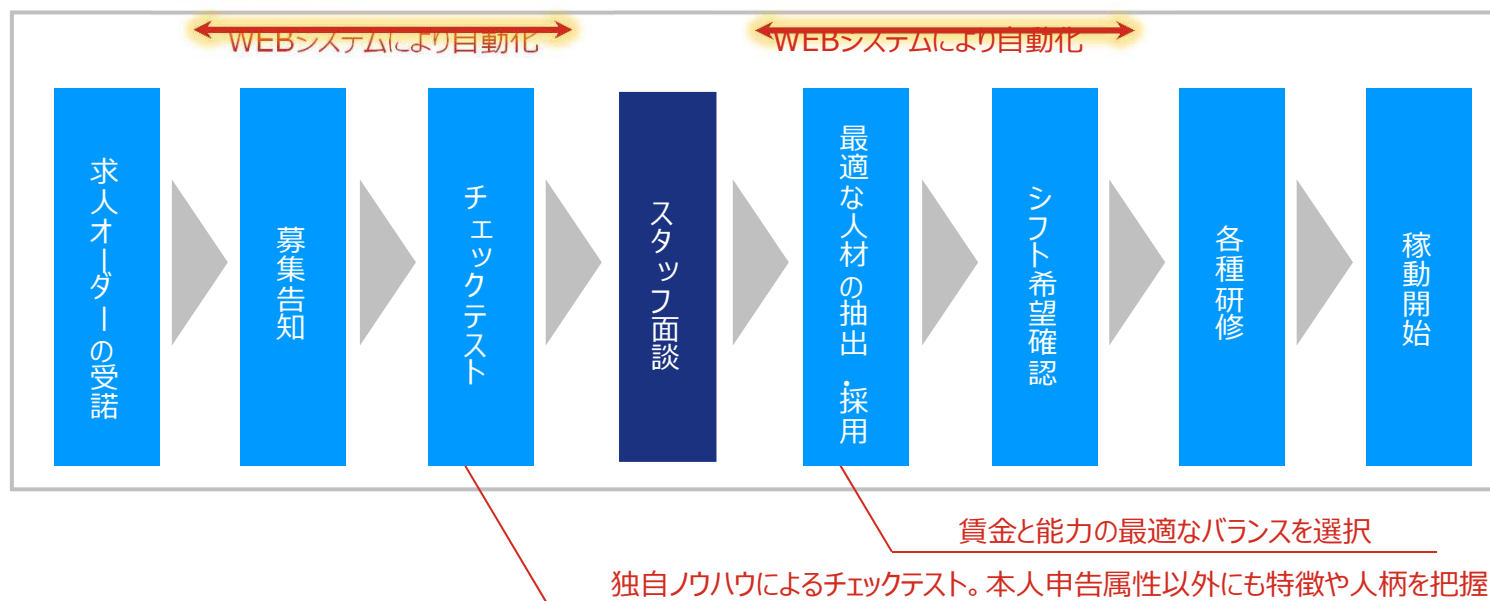 WEBシステムにより自動化
WEBシステムにより自動化
求人オーダーの受諾
募集告知
チェックテスト
スタッフ面談
最適な人材の抽出・採用
シフト希望確認
各種研修
稼動開始
賃金と能力の最適なバランスを選択
独自ノウハウによるチェックテスト。本人申告属性以外にも特徴や人柄を把握